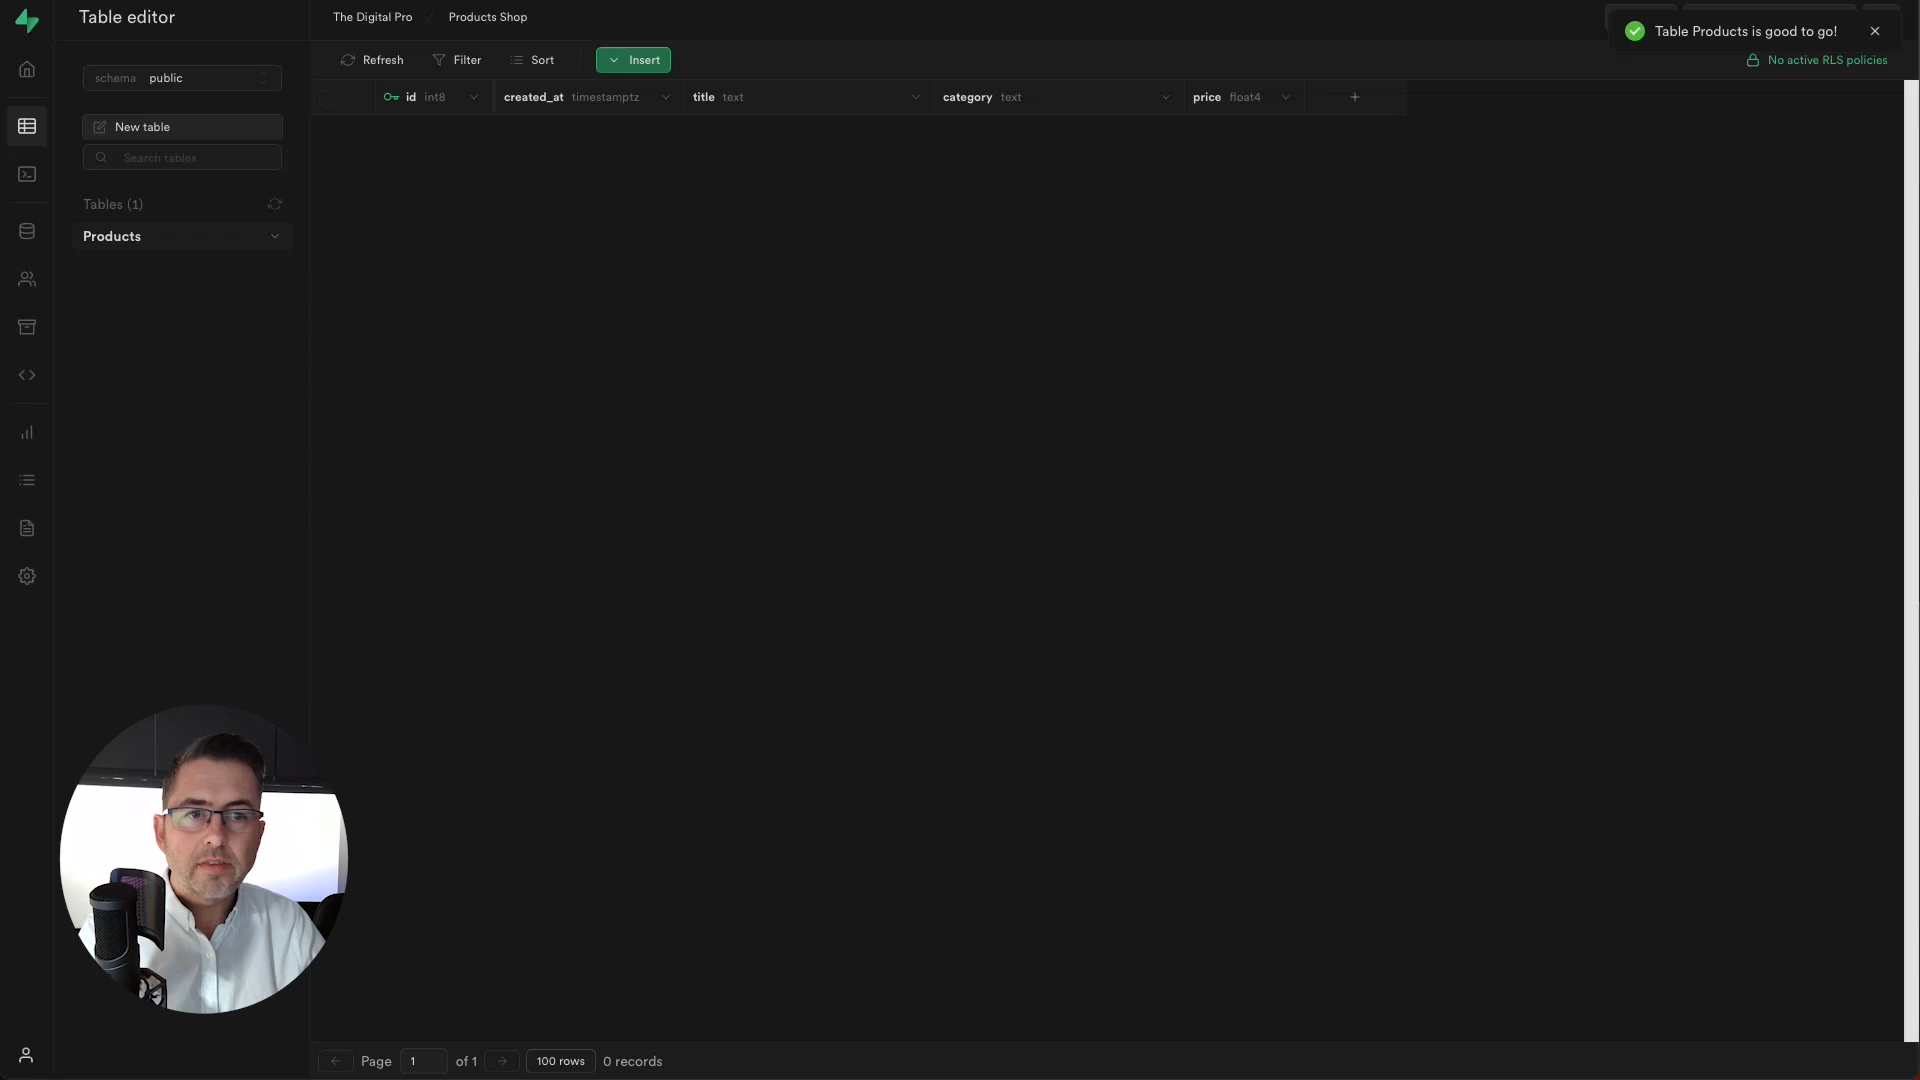 Table editor
The Digital Pro / Products Shop
Table Products is good to go!
schema public
Refresh
Filter
Sort
Insert
No active RLS policies
id int8
created_at timestamptz
title text
category text
price float4
New table
Search tables
Tables (1)
Products
Page 1 of 1
100 rows
0 records